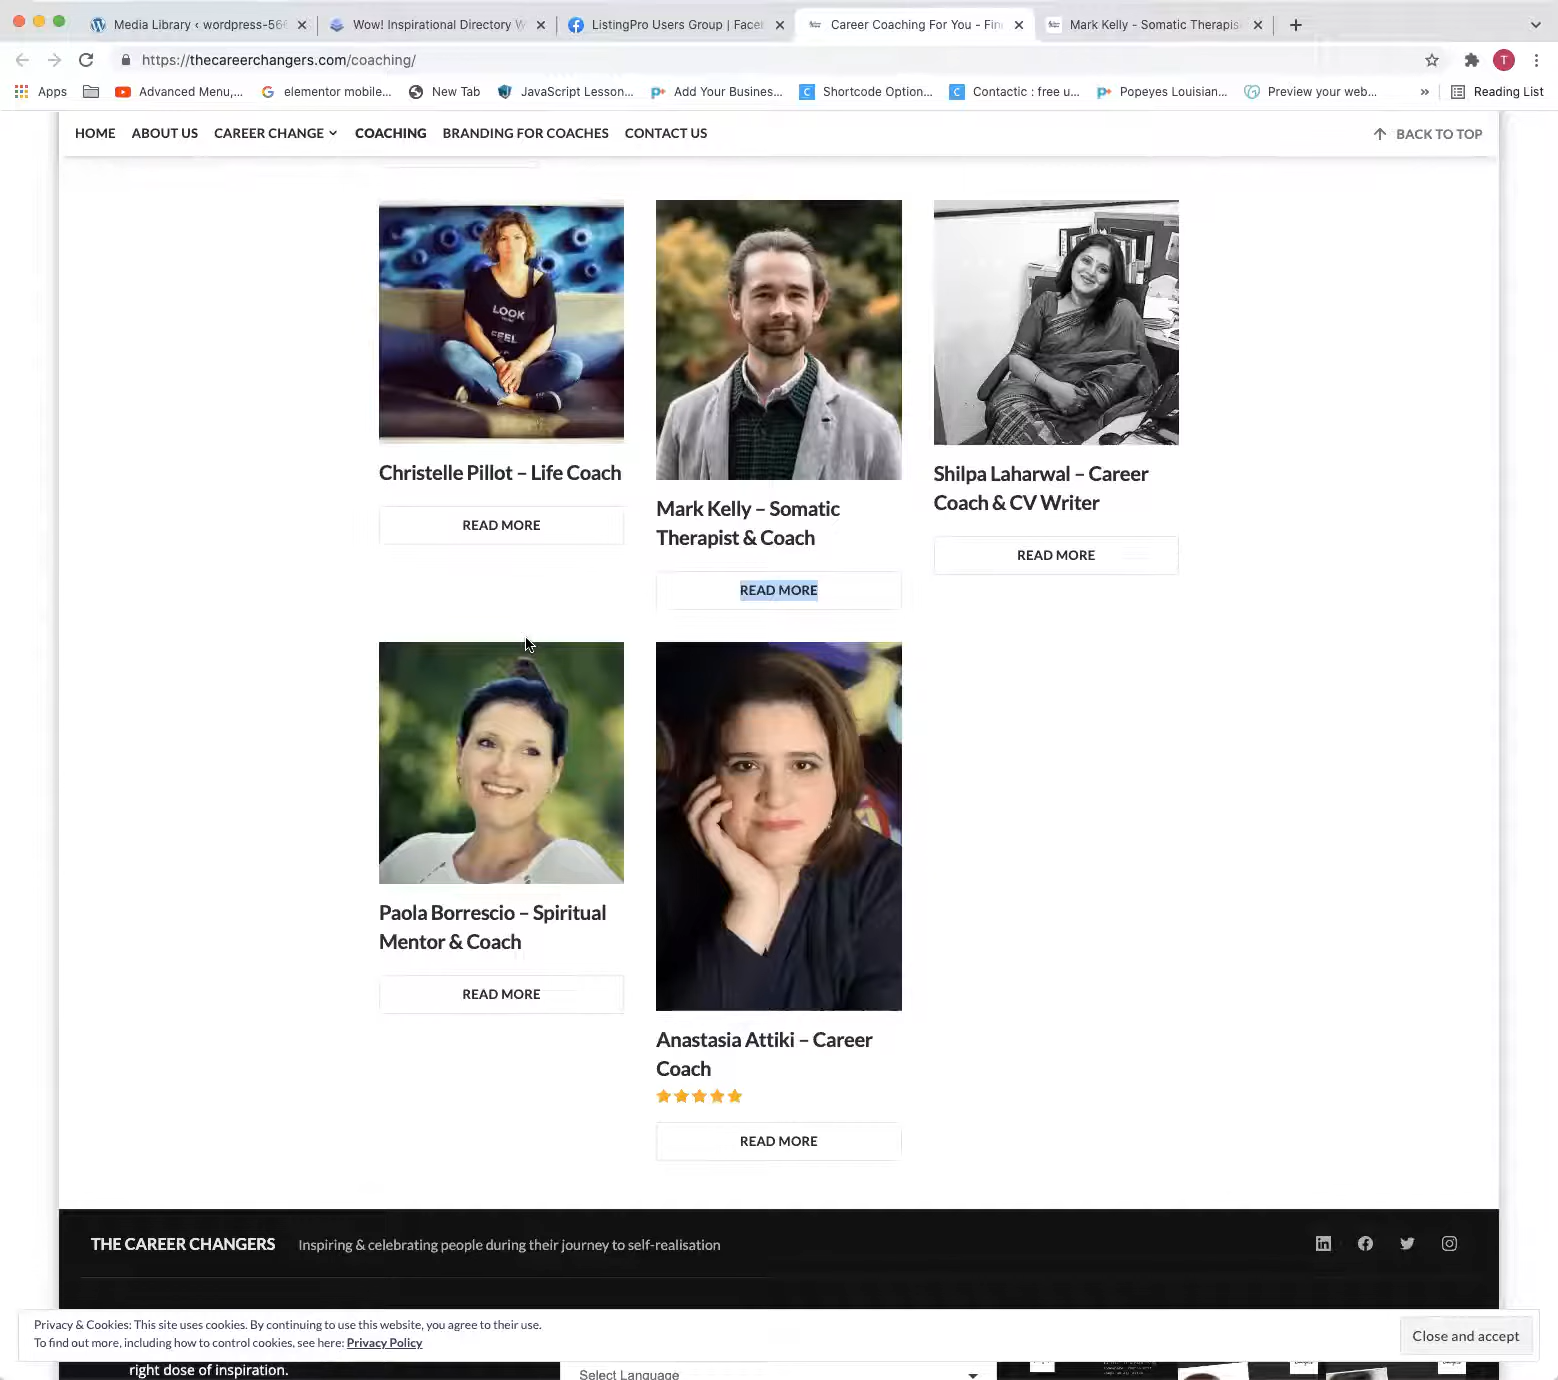 Media Library ‹ wordpress-566
Wow! Inspirational Directory W
ListingPro Users Group | Face
Career Coaching For You - Fin
Mark Kelly - Somatic Therapis
https://thecareerchangers.com/coaching/
T
Apps
Advanced Menu,...
elementor mobile...
New Tab
JavaScript Lesson...
Add Your Busines...
Shortcode Option...
Contactic : free u...
Popeyes Louisian...
Preview your web...
»
Reading List
HOME
ABOUT US
CAREER CHANGE
COACHING
BRANDING FOR COACHES
CONTACT US
BACK TO TOP
LOOK
FEEL
Christelle Pillot – Life Coach
READ MORE
Mark Kelly – Somatic
Therapist & Coach
READ MORE
Shilpa Laharwal – Career
Coach & CV Writer
READ MORE
Paola Borrescio – Spiritual
Mentor & Coach
READ MORE
Anastasia Attiki – Career
Coach
READ MORE
THE CAREER CHANGERS
Inspiring & celebrating people during their journey to self-realisation
Privacy & Cookies: This site uses cookies. By continuing to use this website, you agree to their use.
To find out more, including how to control cookies, see here: Privacy Policy
Close and accept
right dose of inspiration.
Select Language